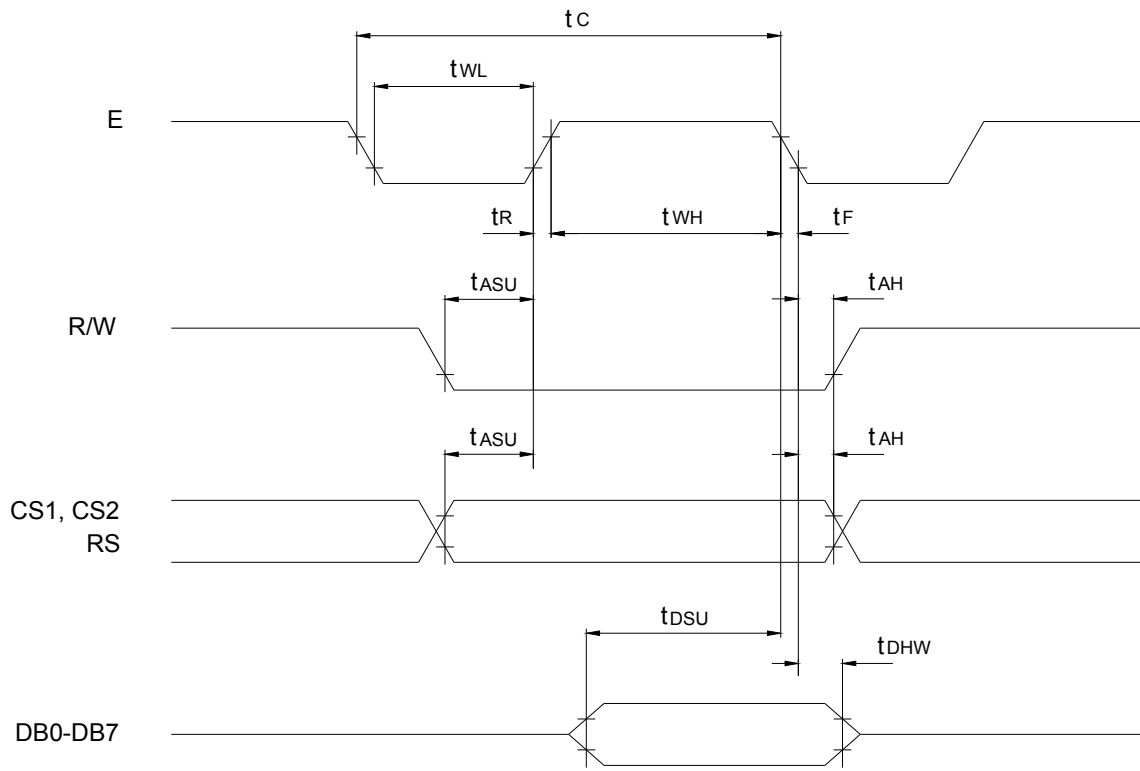 tC
tWL
E
tR
tWH
tF
tASU
tAH
R/W
tASU
tAH
CS1, CS2
RS
tDSU
tDHW
DB0-DB7